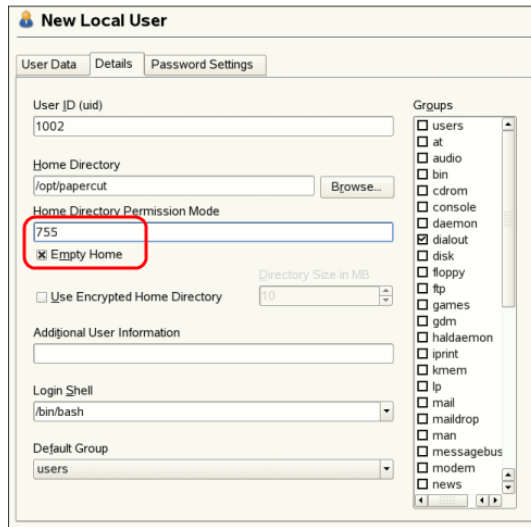 New Local User
User Data Details Password Settings
User ID (uid)
1002
Home Directory
/opt/papercut Browse...
Home Directory Permission Mode
755
Empty Home
Directory Size in MB
Use Encrypted Home Directory 10
Additional User Information
Login Shell
/bin/bash
Default Group
users
Groups
users
at
audio
bin
cdrom
console
daemon
dialout
disk
floppy
ftp
games
gdm
haldaemon
iprint
kmem
lp
mail
maildrop
man
messagebus
modem
news